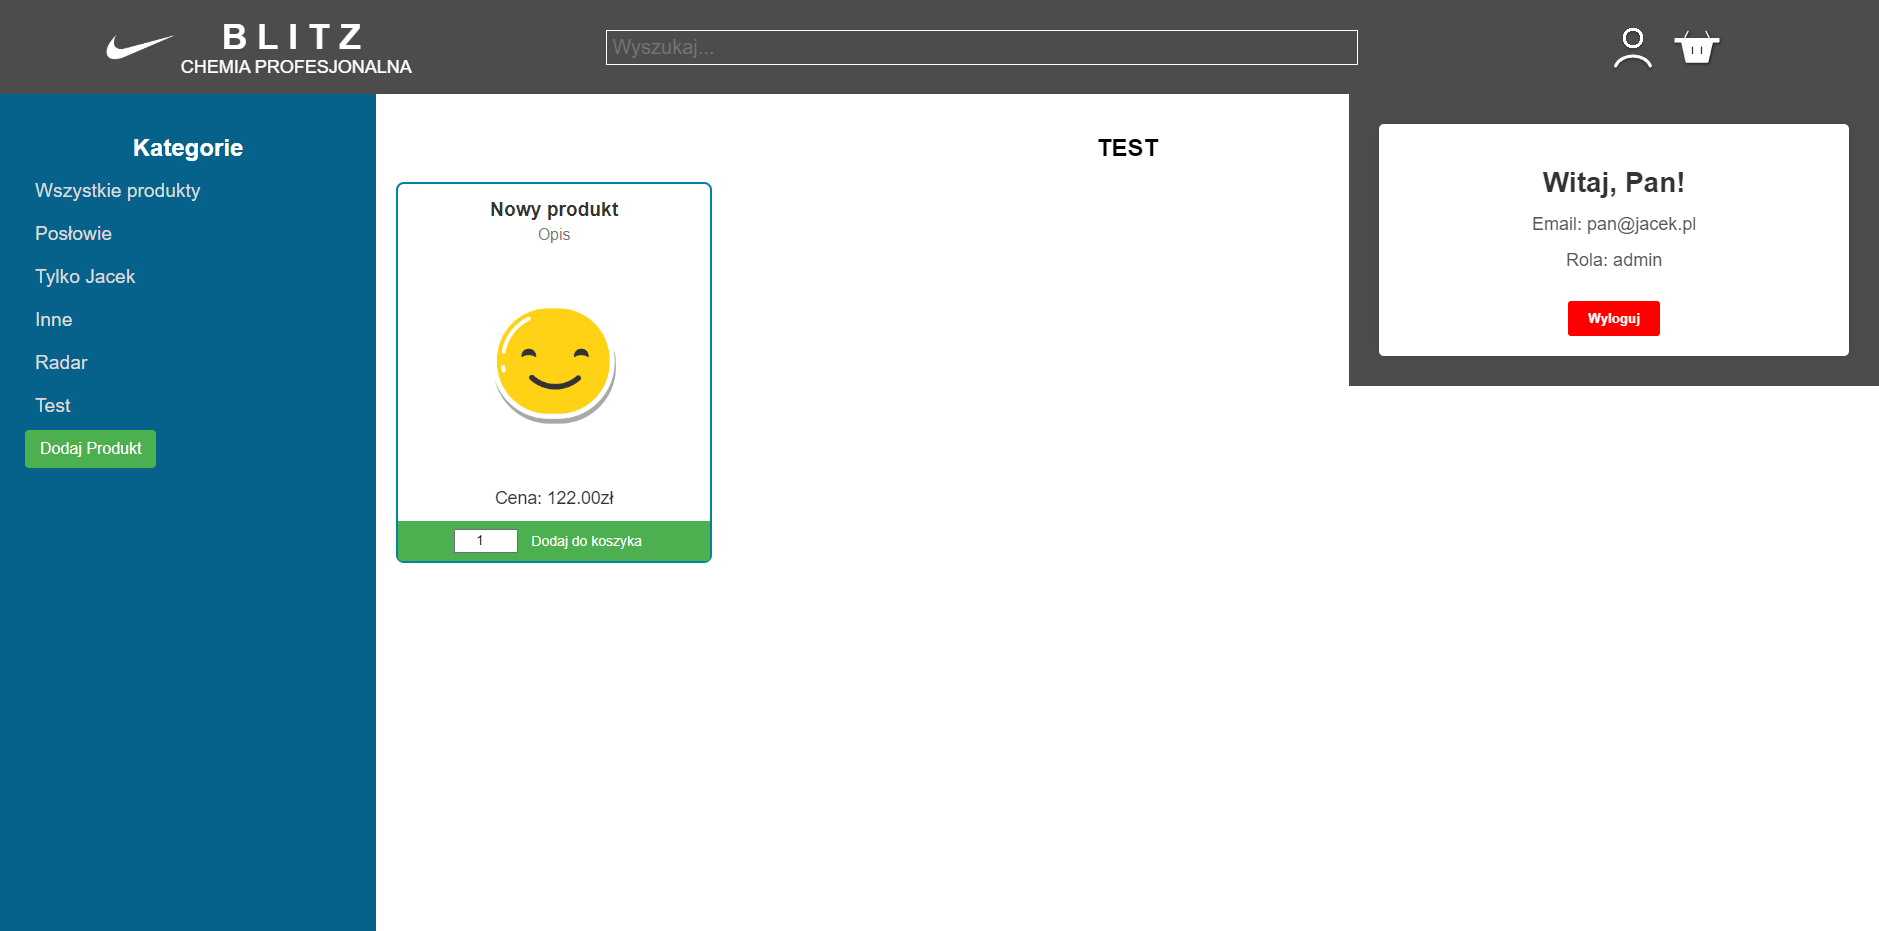 BLITZ
CHEMIA PROFESJONALNA
Wyszukaj...
Kategorie
Wszystkie produkty
Posłowie
Tylko Jacek
Inne
Radar
Test
Dodaj Produkt
TEST
Nowy produkt
Opis
Cena: 122.00zł
1
Dodaj do koszyka
Witaj, Pan!
Email: pan@jacek.pl
Rola: admin
Wyloguj